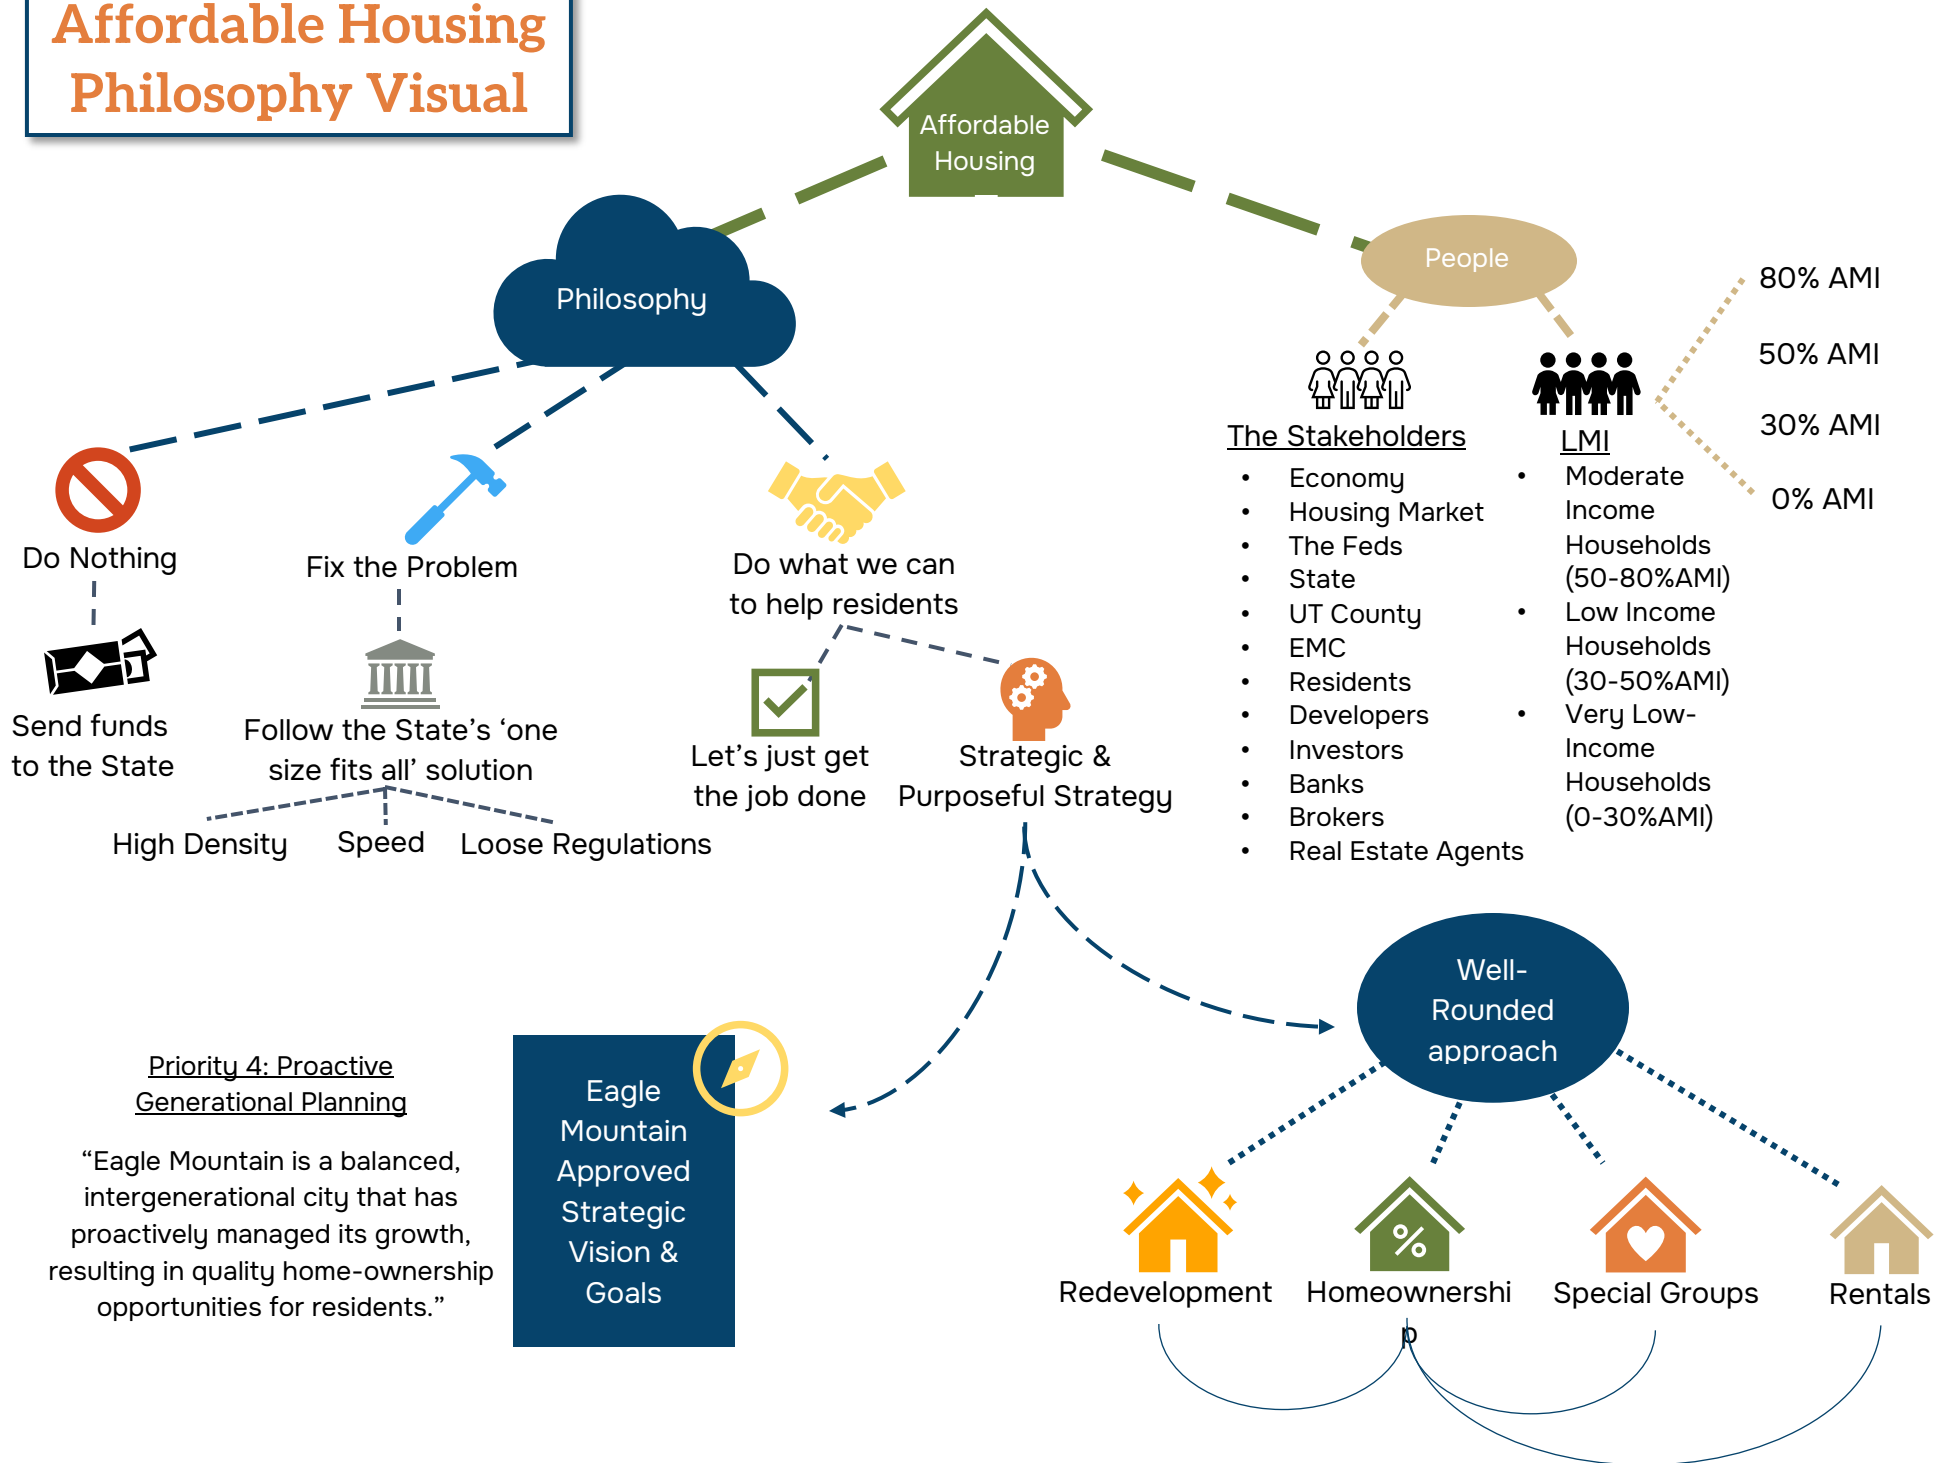 Affordable Housing
Philosophy Visual
Affordable
Housing
Philosophy
People
80% AMI
50% AMI
30% AMI
0% AMI
Do Nothing
Send funds
to the State
Fix the Problem
Follow the State’s ‘one
size fits all’ solution
High Density
Speed
Loose Regulations
Do what we can
to help residents
Let’s just get
the job done
Strategic &
Purposeful Strategy
The Stakeholders
• Economy
• Housing Market
• The Feds
• State
• UT County
• EMC
• Residents
• Developers
• Investors
• Banks
• Brokers
• Real Estate Agents
LMI
• Moderate
Income
Households
(50-80%AMI)
• Low Income
Households
(30-50%AMI)
• Very Low-
Income
Households
(0-30%AMI)
Priority 4: Proactive
Generational Planning
“Eagle Mountain is a balanced,
intergenerational city that has
proactively managed its growth,
resulting in quality home-ownership
opportunities for residents.”
Eagle
Mountain
Approved
Strategic
Vision &
Goals
Well-
Rounded
approach
Redevelopment
%
Homeownershi
p
Special Groups
Rentals